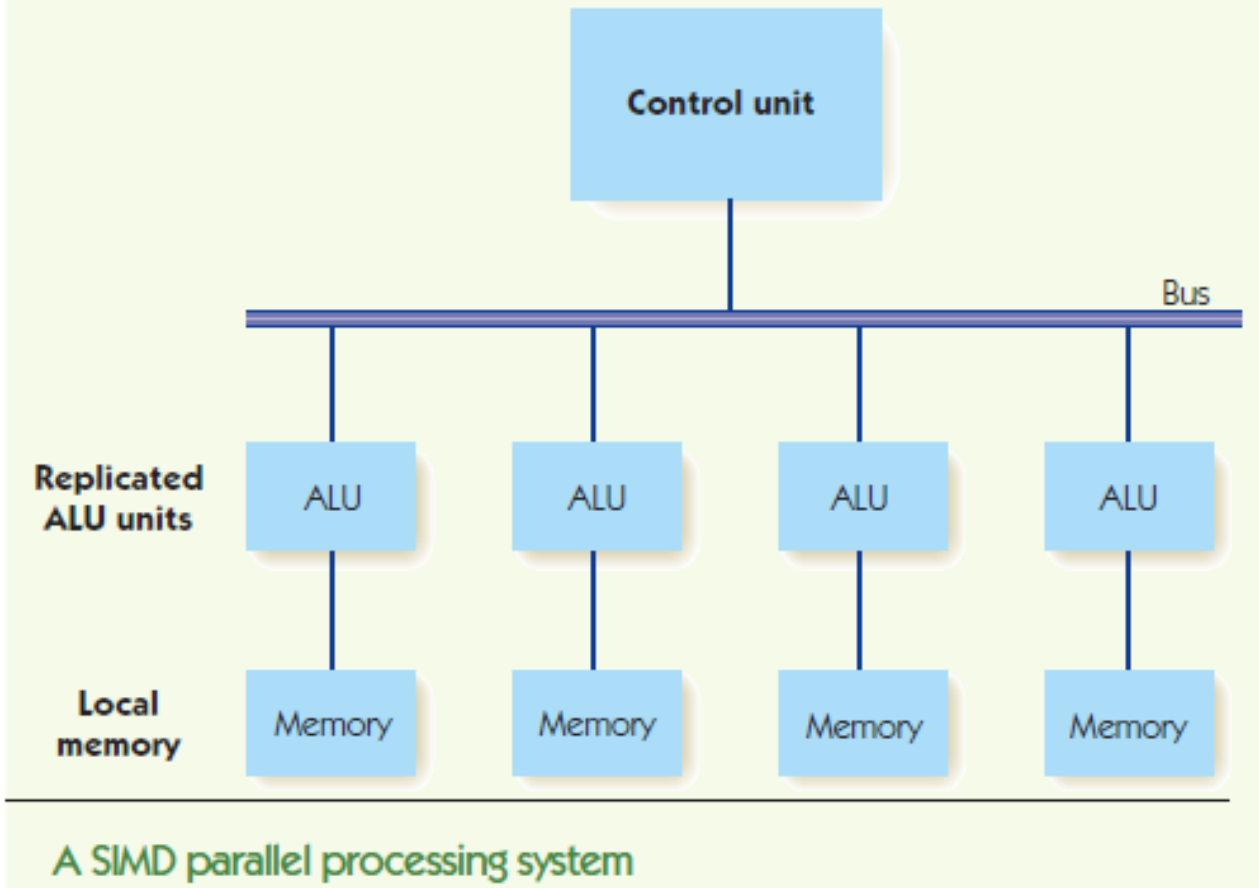 Control unit
Bus
Replicated
ALU units
ALU
ALU
ALU
ALU
Local
memory
Memory
Memory
Memory
Memory
A SIMD parallel processing system